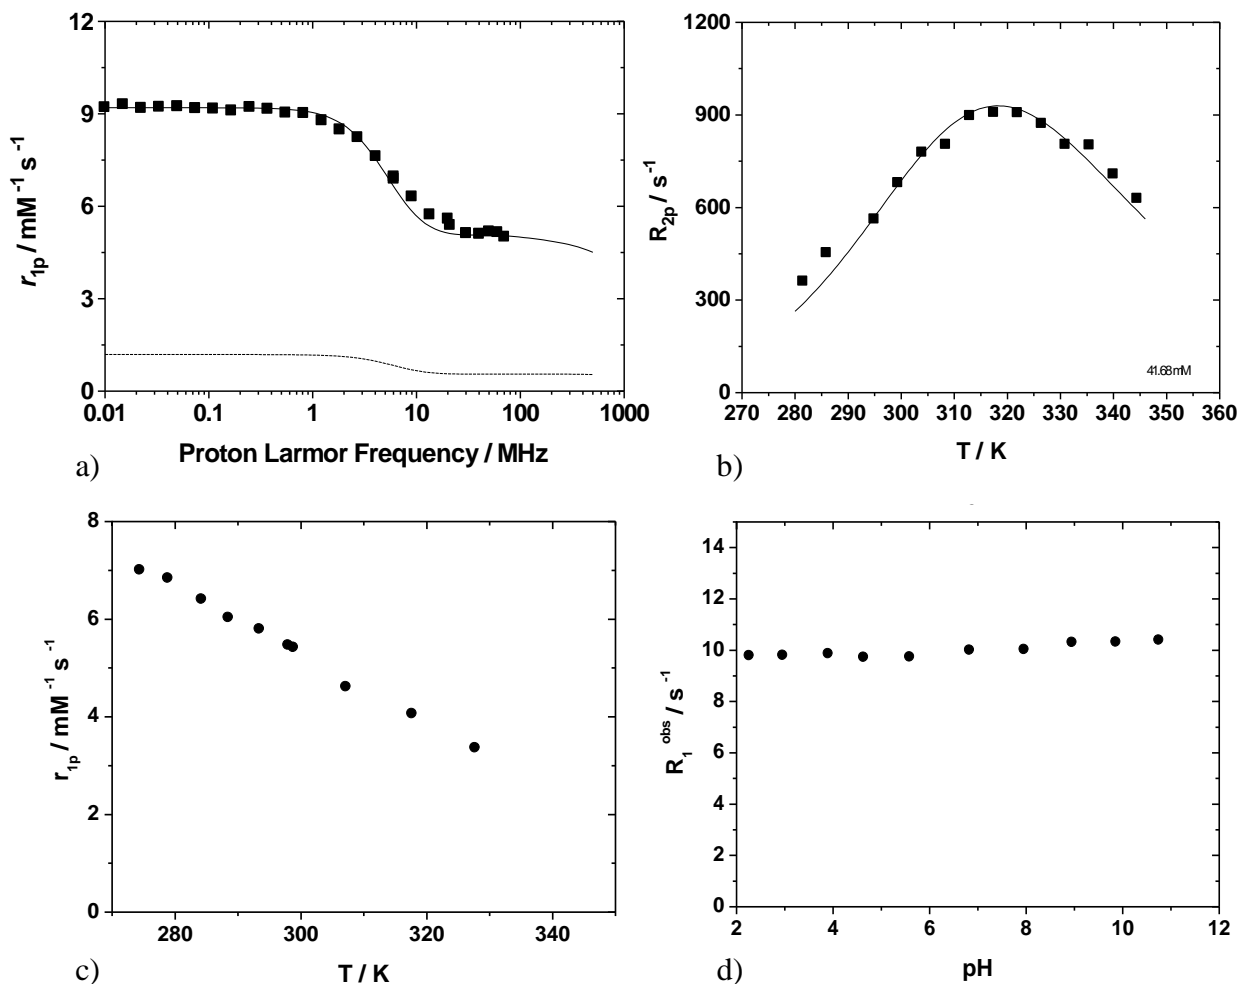 12
9
6
3
0
r1p / mM-1 s-1
0.01 0.1 1 10 100 1000
Proton Larmor Frequency / MHz
a)
1200
900
600
300
0
R2p / s-1
41.68 mM
270 280 290 300 310 320 330 340 350 360
T / K
b)
8
6
4
2
0
r1p / mM-1 s-1
280 300 320 340
T / K
c)
14
12
10
8
6
4
2
0
R1obs / s-1
2 4 6 8 10 12
pH
d)